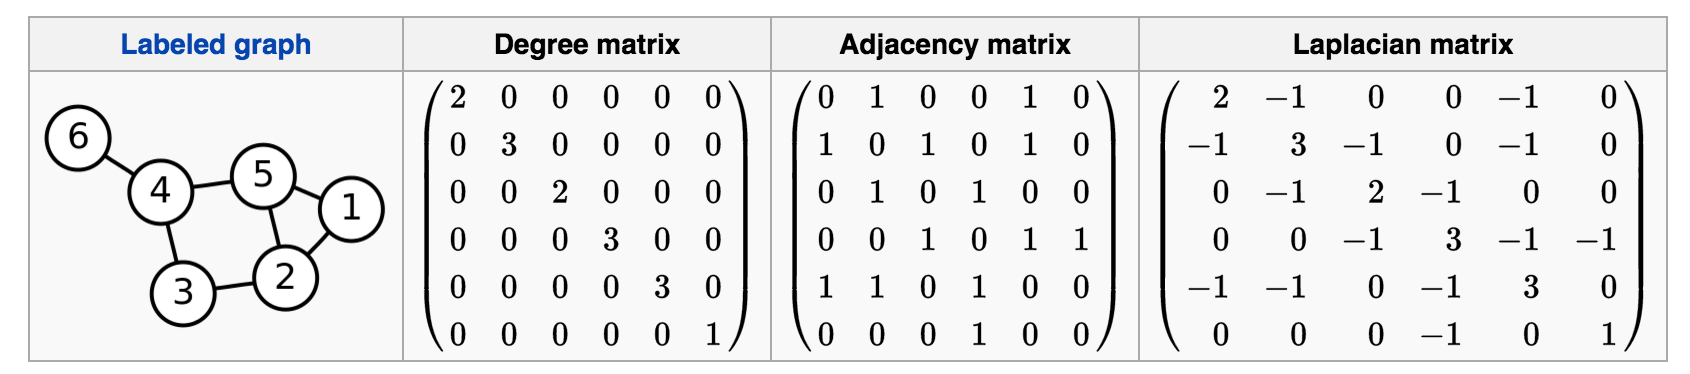 Labeled graph Degree matrix Adjacency matrix Laplacian matrix
6 4 5 1 3 2
2 0 0 0 0 0
0 3 0 0 0 0
0 0 2 0 0 0
0 0 0 3 0 0
0 0 0 0 3 0
0 0 0 0 0 1
0 1 0 0 1 0
1 0 1 0 1 0
0 1 0 1 0 0
0 0 1 0 1 1
1 1 0 1 0 0
0 0 0 1 0 0
2 −1 0 0 −1 0
−1 3 −1 0 −1 0
0 −1 2 −1 0 0
0 0 −1 3 −1 −1
−1 −1 0 −1 3 0
0 0 0 −1 0 1